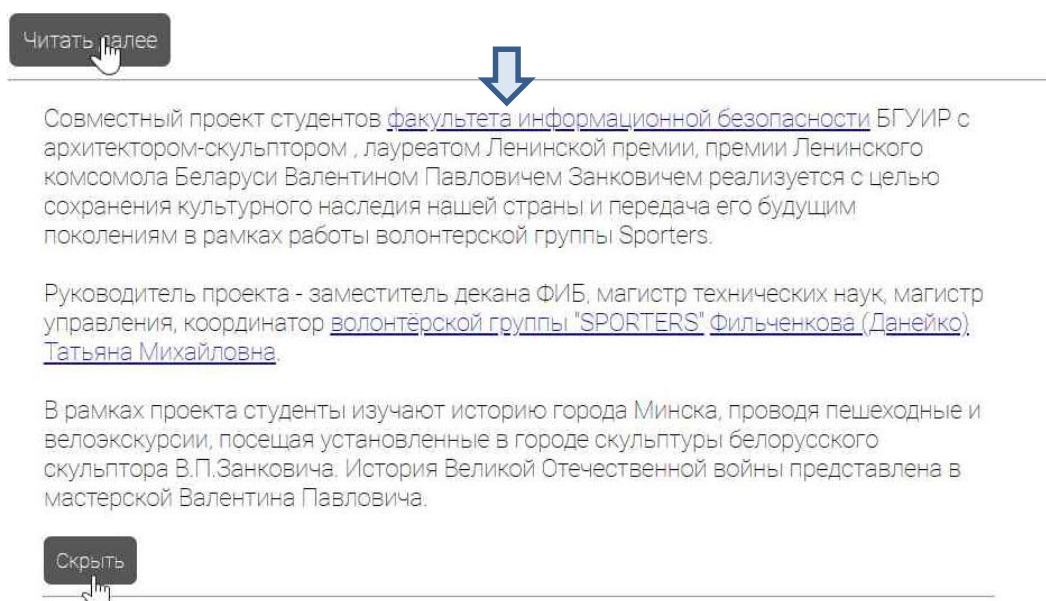 Читать далее
Совместный проект студентов факультета информационной безопасности БГУИР с
архитектором-скульптором , лауреатом Ленинской премии, премии Ленинского
комсомола Беларуси Валентином Павловичем Занковичем реализуется с целью
сохранения культурного наследия нашей страны и передача его будущим
поколениям в рамках работы волонтерской группы Sporters.
Руководитель проекта - заместитель декана ФИБ, магистр технических наук, магистр
управления, координатор волонтёрской группы "SPORTERS" Фильченкова (Данейко)
Татьяна Михайловна.
В рамках проекта студенты изучают историю города Минска, проводя пешеходные и
велоэкскурсии, посещая установленные в городе скульптуры белорусского
скульптора В.П.Занковича. История Великой Отечественной войны представлена в
мастерской Валентина Павловича.
Скрыть